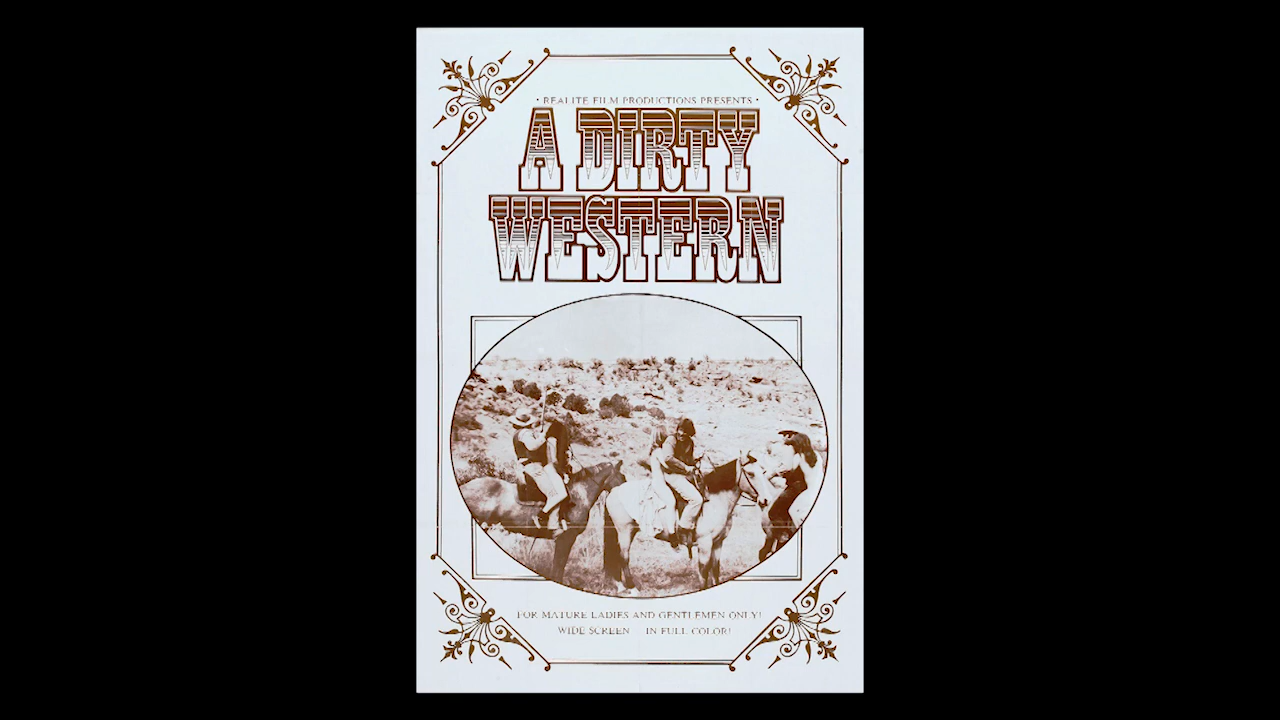 • REALITE FILM PRODUCTIONS PRESENTS •
A DIRTY
WESTERN
FOR MATURE LADIES AND GENTLEMEN ONLY!
WIDE SCREEN IN FULL COLOR!